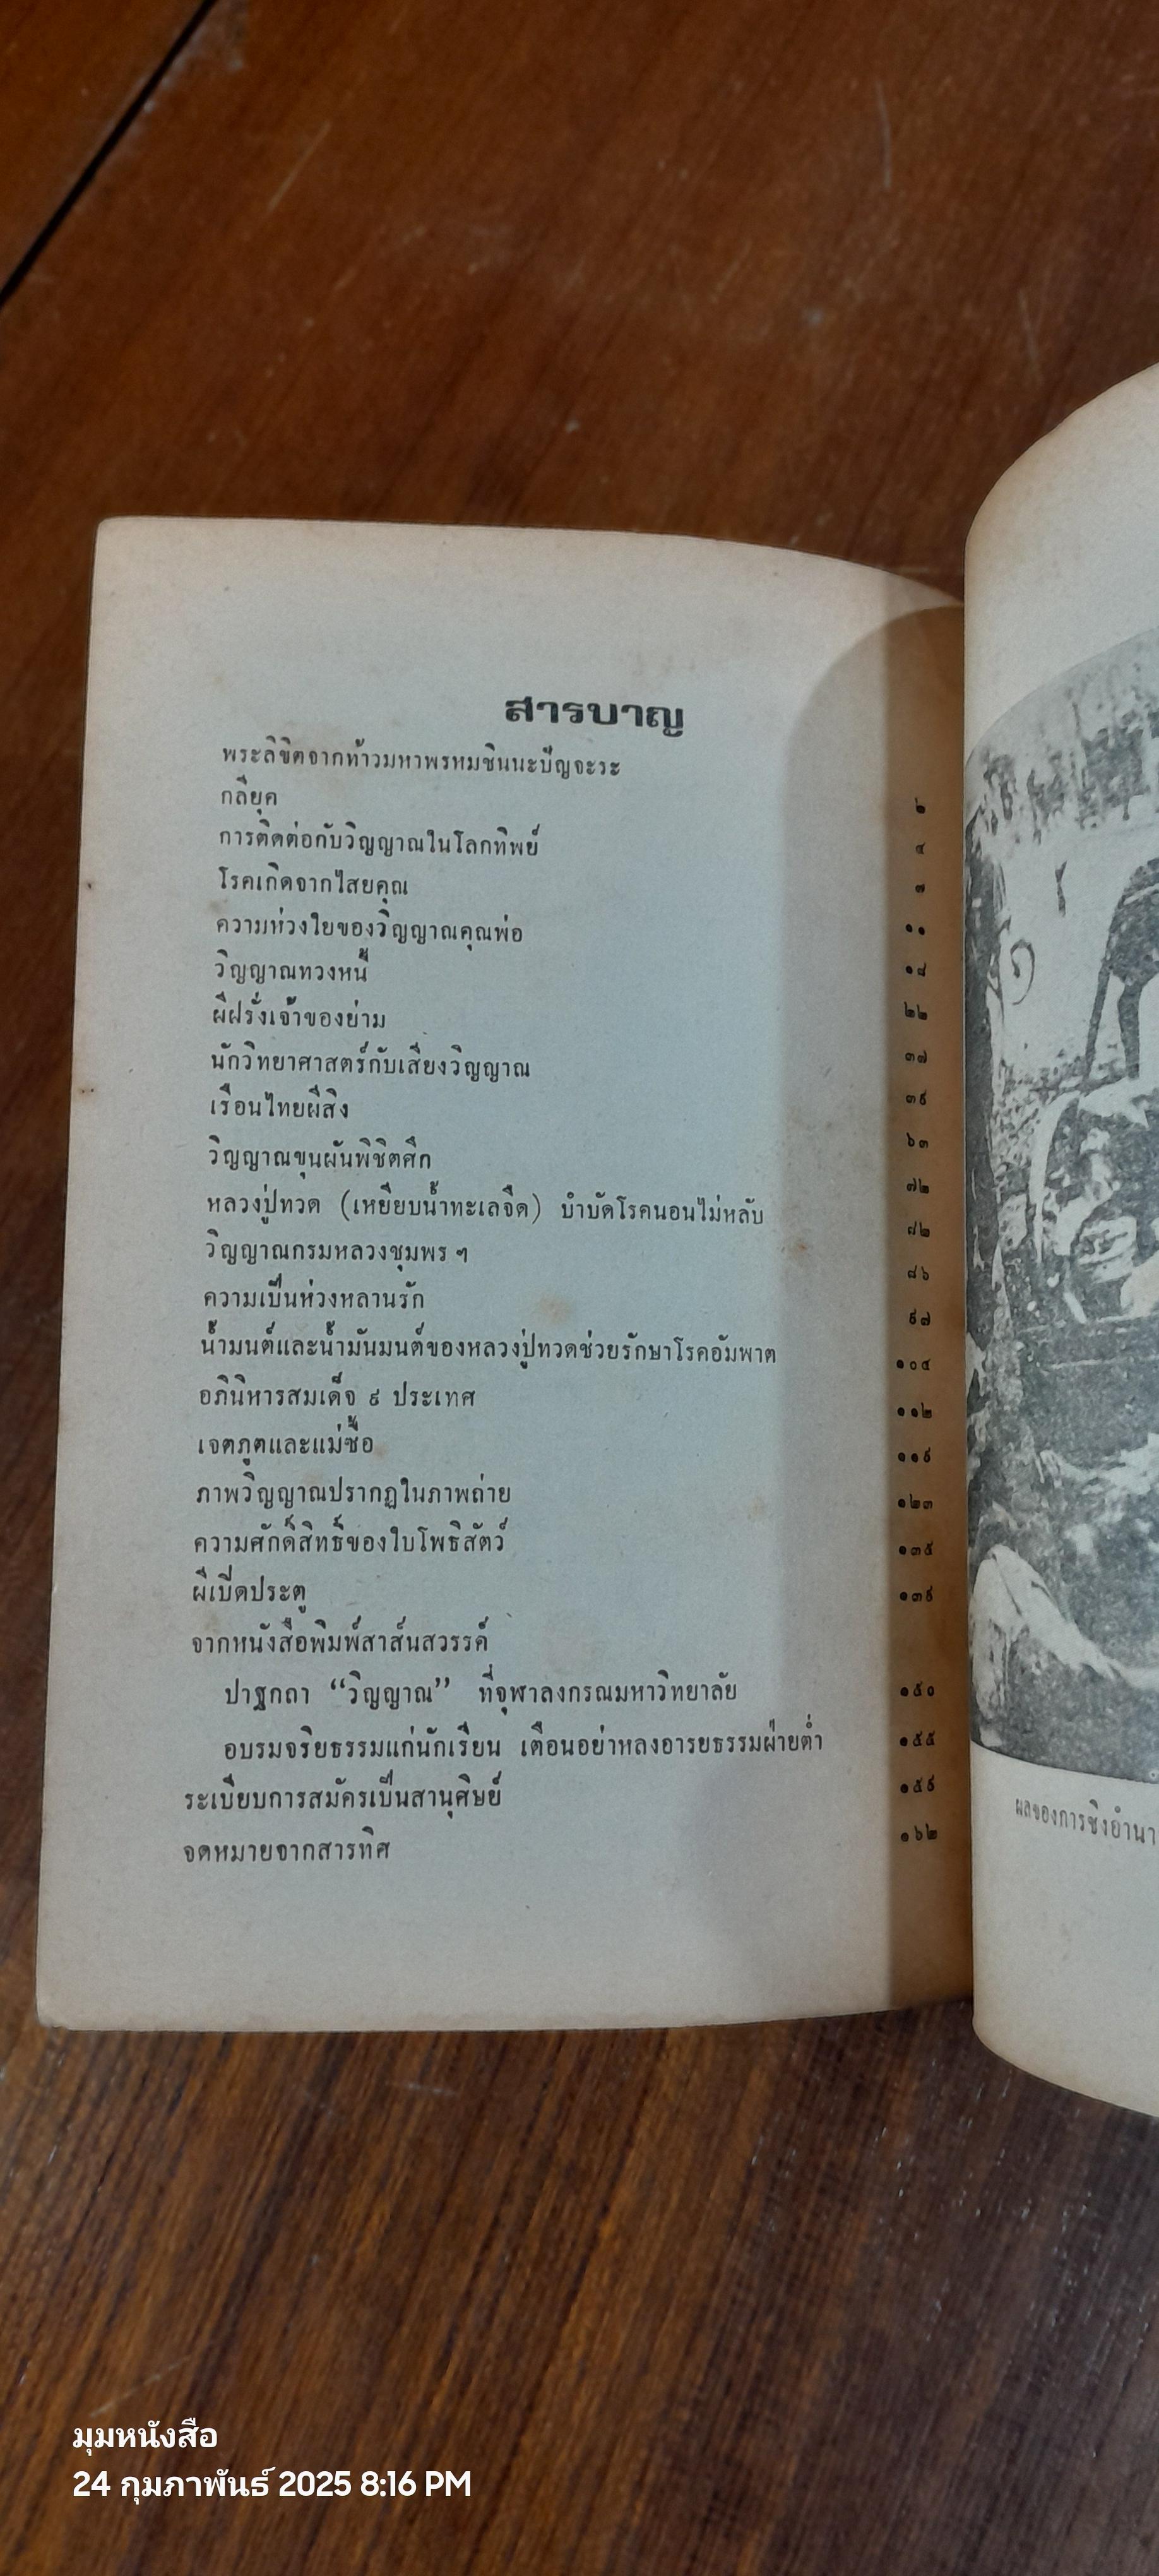 สารบาญ
พระลิขิตจากท้าวมหาพรหมชินนะปัญจะระ ๒
กลียุค ๔
การติดต่อกับวิญญาณในโลกทิพย์ ๗
โรคเกิดจากไสยคุณ ๑๑
ความห่วงใยของวิญญาณคุณพ่อ ๑๘
วิญญาณทวงหนี้ ๒๒
ผีฝรั่งเจ้าของย่าม ๓๗
นักวิทยาศาสตร์กับเสียงวิญญาณ ๓๙
เรือนไทยผีสิง ๖๓
วิญญาณขุนผันพิชิตศึก ๗๒
หลวงปู่ทวด (เหยียบน้ำทะเลจืด) บำบัดโรคนอนไม่หลับ ๘๒
วิญญาณกรมหลวงชุมพร ฯ ๘๖
ความเป็นห่วงหลานรัก ๙๗
น้ำมนต์และน้ำมันมนต์ของหลวงปู่ทวดช่วยรักษาโรคอัมพาต ๑๐๔
อภินิหารสมเด็จ ๙ ประเทศ ๑๑๒
เจตภูตและแม่ซื้อ ๑๑๙
ภาพวิญญาณปรากฏในภาพถ่าย ๑๒๓
ความศักดิ์สิทธิ์ของใบโพธิสัตว์ ๑๓๕
ผีเปิดประตู ๑๓๙
จากหนังสือพิมพ์สาส์นสวรรค์
ปาฐกถา “วิญญาณ” ที่จุฬาลงกรณมหาวิทยาลัย ๑๕๐
อบรมจริยธรรมแก่นักเรียน เตือนอย่าหลงอารยธรรมฝ่ายต่ำ ๑๕๕
ระเบียบการสมัครเป็นสานุศิษย์ ๑๕๙
จดหมายจากสารทิศ ๑๖๒
ผลของการชิงอำนา
มุมหนังสือ
24 กุมภาพันธ์ 2025 8:16 PM